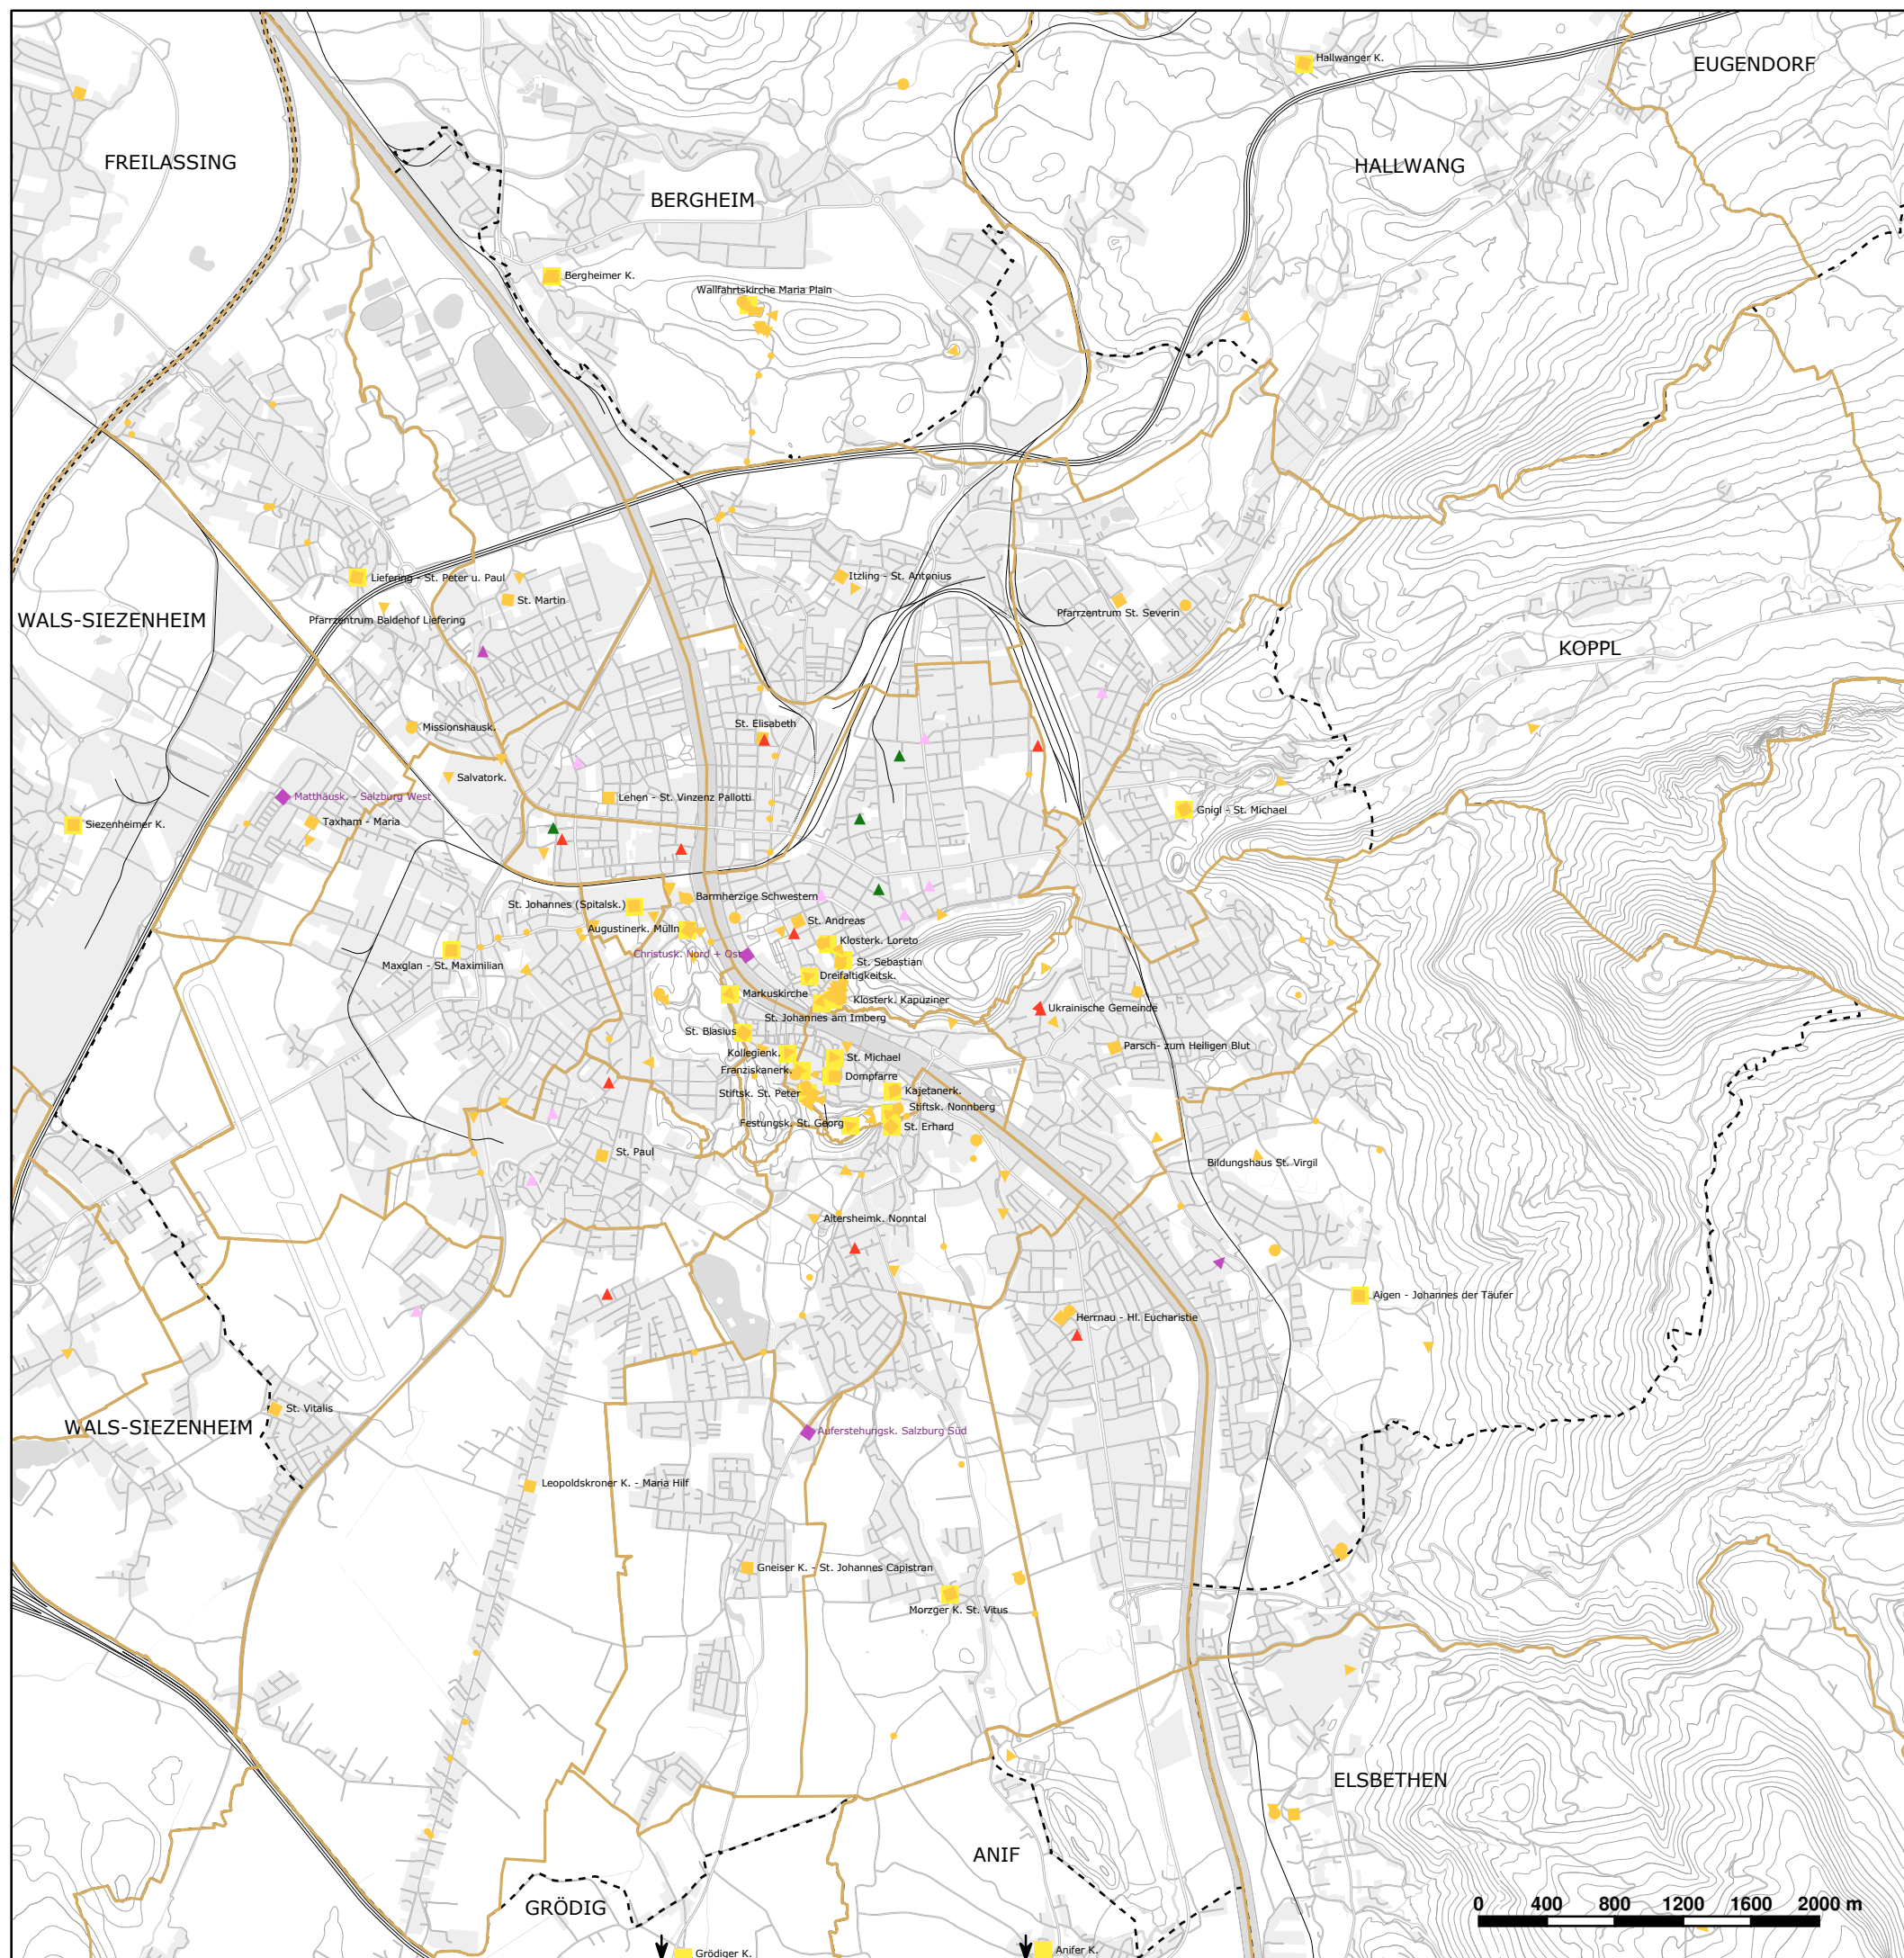 Hallwanger K.
EUGENDORF
FREILASSING
HALLWANG
BERGHEIM
Bergheimer K.
Wallfahrtskirche Maria Plain
Liefering - St. Peter u. Paul
Itzling - St. Antonius
St. Martin
Pfarrzentrum St. Severin
WALS-SIEZENHEIM
Pfarrzentrum Baldehof Liefering
KOPPL
Missionshausk.
St. Elisabeth
Salvatork.
Matthäusk. - Salzburg West
Lehen - St. Vinzenz Pallotti
Gnigl - St. Michael
Siezenheimer K.
Taxham - Maria
Barmherzige Schwestern
St. Johannes (Spitalsk.)
St. Andreas
Augustinerk. Mülln
Klosterk. Loreto
Christusk. Nord + Ost
St. Sebastian
Maxglan - St. Maximilian
Dreifaltigkeitsk.
Markuskirche
Klosterk. Kapuziner
Ukrainische Gemeinde
St. Johannes am Imberg
St. Blasius
Parsch- zum Heiligen Blut
Kollegienk.
St. Michael
Franziskanerk.
Dompfarre
Stiftsk. St. Peter
Kajetanerk.
Stiftsk. Nonnberg
Festungsk. St. Georg
St. Erhard
St. Paul
Bildungshaus St. Virgil
Altersheimk. Nonntal
Aigen - Johannes der Täufer
Herrnau - Hl. Eucharistie
St. Vitalis
WALS-SIEZENHEIM
Auferstehungsk. Salzburg Süd
Leopoldskroner K. - Maria Hilf
Gneiser K. - St. Johannes Capistran
Morzger K. St. Vitus
ELSBETHEN
ANIF
GRÖDIG
0 400 800 1200 1600 2000 m
Grödiger K.
Anifer K.